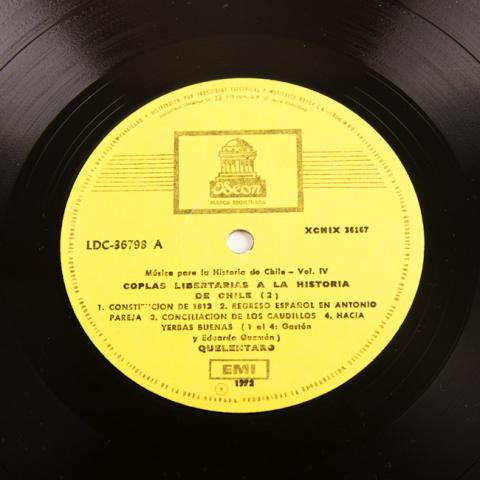 Odeon
MARCA REGISTRADA
LDC-36798 A
XCNIX 36167
Música para la Historia de Chile - Vol. IV
COPLAS LIBERTARIAS A LA HISTORIA
DE CHILE (2)
1. CONSTITUCION DE 1812 2. REGRESO ESPAÑOL EN ANTONIO
PAREJA 3. CONCILIACION DE LOS CAUDILLOS 4. HACIA
YERBAS BUENAS (1 al 4: Gastón
y Eduardo Guzmán)
QUELENTARO
EMI
1972